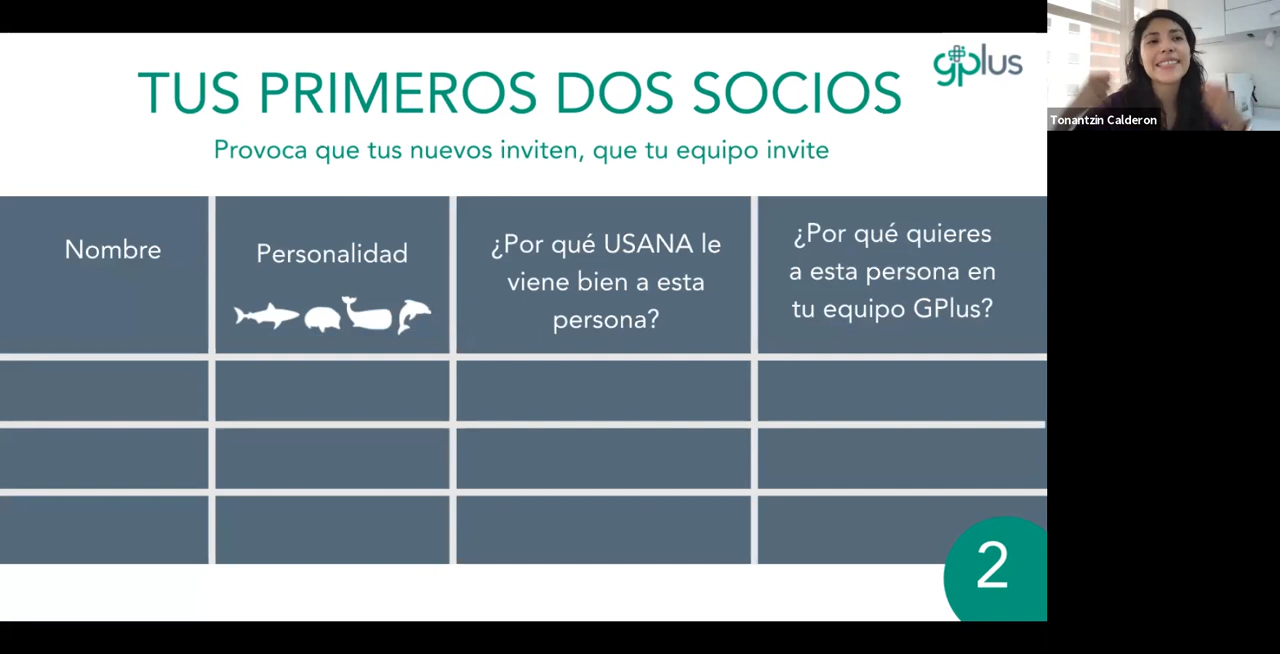 gplus
TUS PRIMEROS DOS SOCIOS
Provoca que tus nuevos inviten, que tu equipo invite
Nombre
Personalidad
¿Por qué USANA le
viene bien a esta
persona?
¿Por qué quieres
a esta persona en
tu equipo GPlus?
2
Tonantzin Calderon